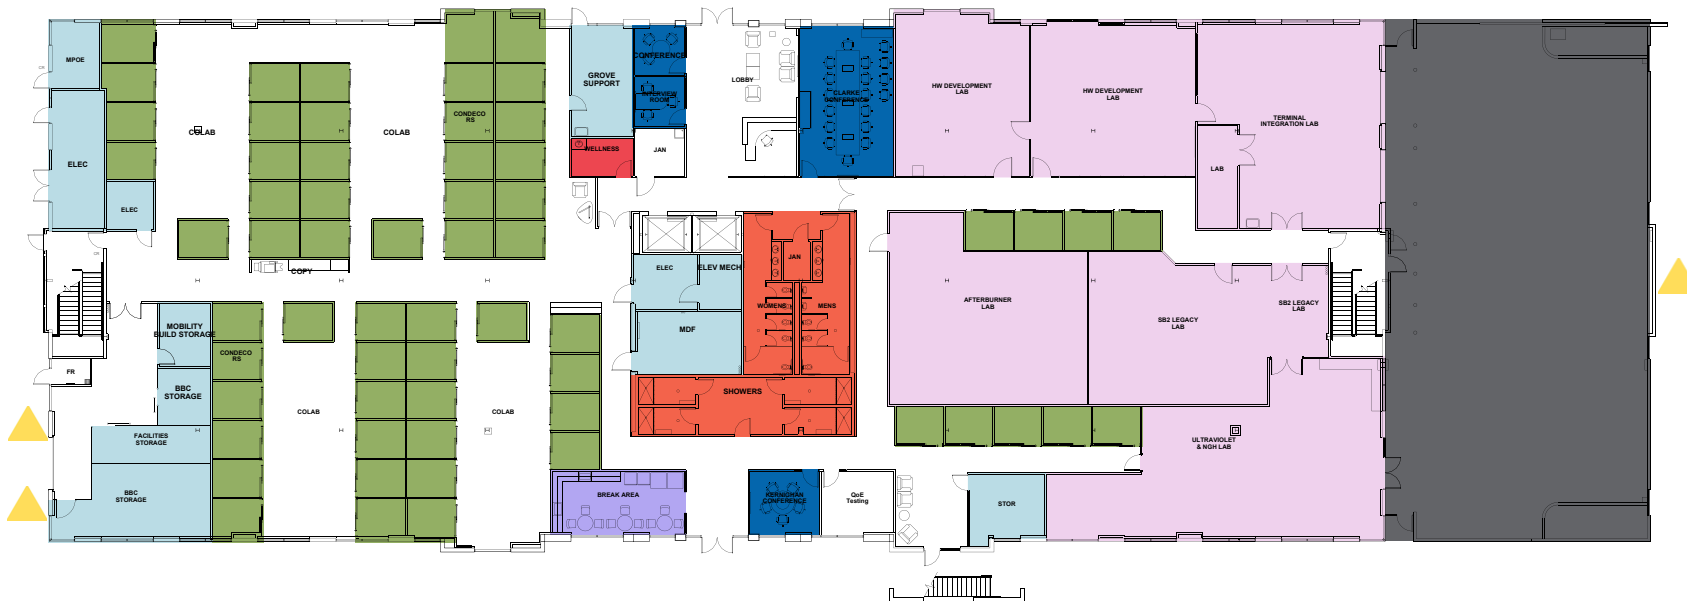 MPOE
ELEC
ELEC
COLAB
COLAB
CONDECO
RS
GROVE
SUPPORT
CONFERENCE
INTERVIEW
ROOM
WELLNESS
JAN
LOBBY
CLARKE
CONFERENCE
HW DEVELOPMENT
LAB
HW DEVELOPMENT
LAB
TERMINAL
INTEGRATION LAB
LAB
COPY
ELEC
ELEV MECH
MDF
JAN
WOMENS
MENS
SHOWERS
AFTERBURNER
LAB
SB2 LEGACY
LAB
SB2 LEGACY
LAB
MOBILITY
BUILD STORAGE
CONDECO
RS
FR
BBC
STORAGE
COLAB
COLAB
FACILITIES
STORAGE
BBC
STORAGE
BREAK AREA
KERNIGHAN
CONFERENCE
QoE
Testing
STOR
ULTRAVIOLET
& NGH LAB